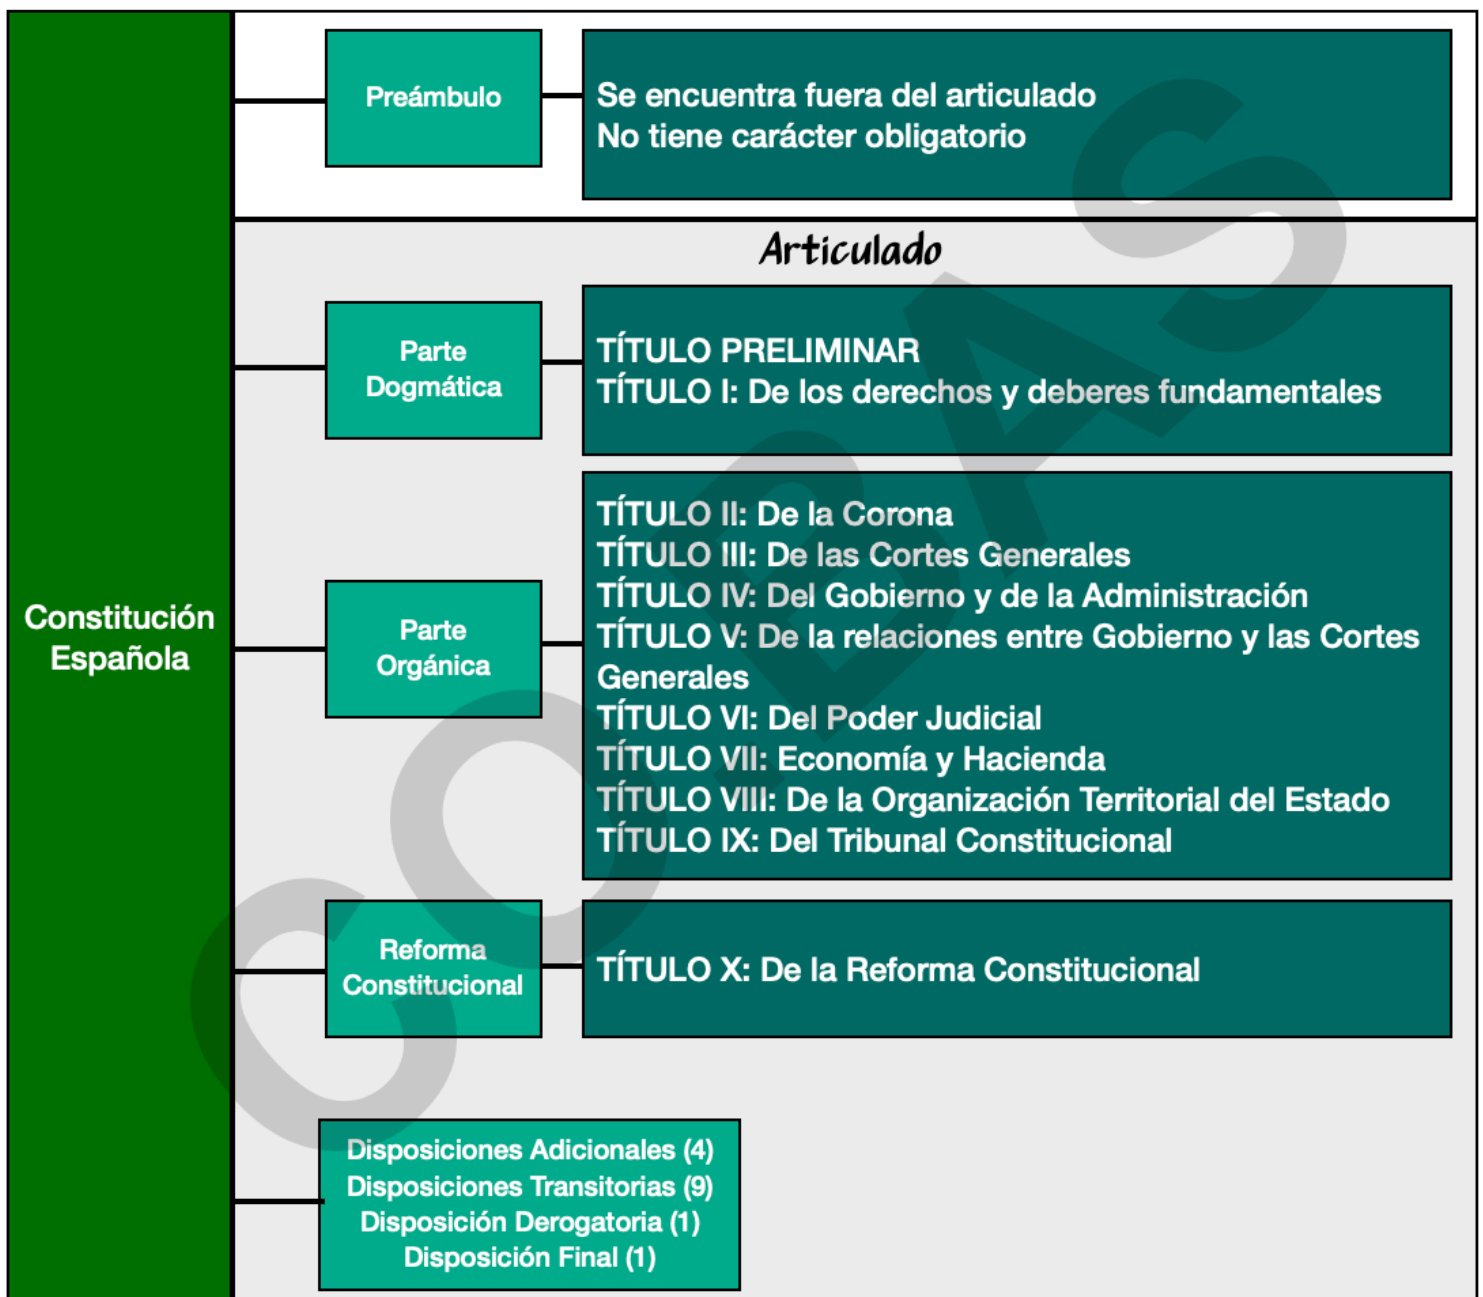 Constitución
Española
Preámbulo
Se encuentra fuera del articulado
No tiene carácter obligatorio
Articulado
Parte
Dogmática
TÍTULO PRELIMINAR
TÍTULO I: De los derechos y deberes fundamentales
Parte
Orgánica
TÍTULO II: De la Corona
TÍTULO III: De las Cortes Generales
TÍTULO IV: Del Gobierno y de la Administración
TÍTULO V: De la relaciones entre Gobierno y las Cortes
Generales
TÍTULO VI: Del Poder Judicial
TÍTULO VII: Economía y Hacienda
TÍTULO VIII: De la Organización Territorial del Estado
TÍTULO IX: Del Tribunal Constitucional
Reforma
Constitucional
TÍTULO X: De la Reforma Constitucional
Disposiciones Adicionales (4)
Disposiciones Transitorias (9)
Disposición Derogatoria (1)
Disposición Final (1)
CO.BAS